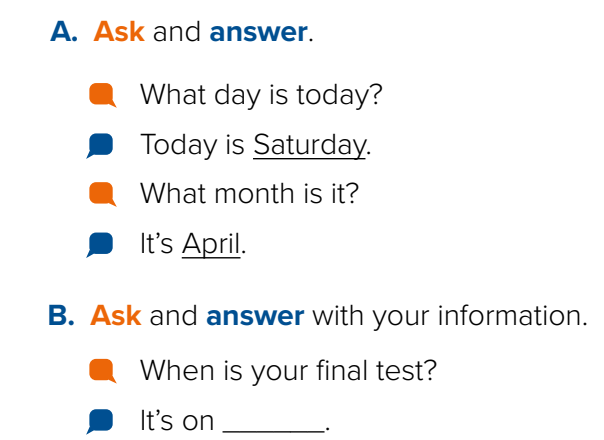 A. Ask and answer.
What day is today?
Today is Saturday.
What month is it?
It's April.
B. Ask and answer with your information.
When is your final test?
It's on _______.